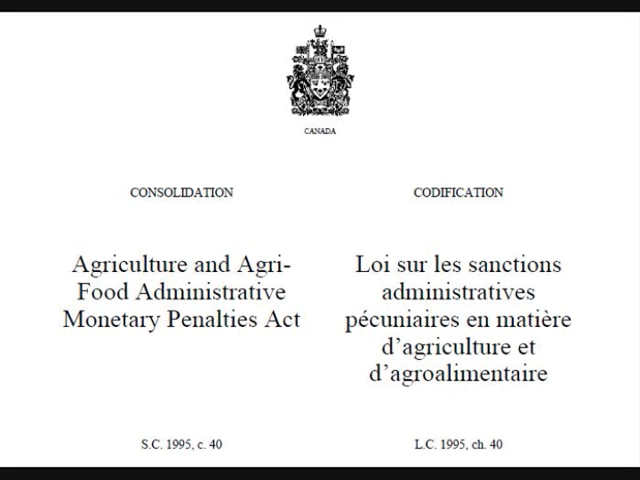 CANADA
CONSOLIDATION
Agriculture and Agri-
Food Administrative
Monetary Penalties Act
S.C. 1995, c. 40
CODIFICATION
Loi sur les sanctions
administratives
pécuniaires en matière
d’agriculture et
d’agroalimentaire
L.C. 1995, ch. 40